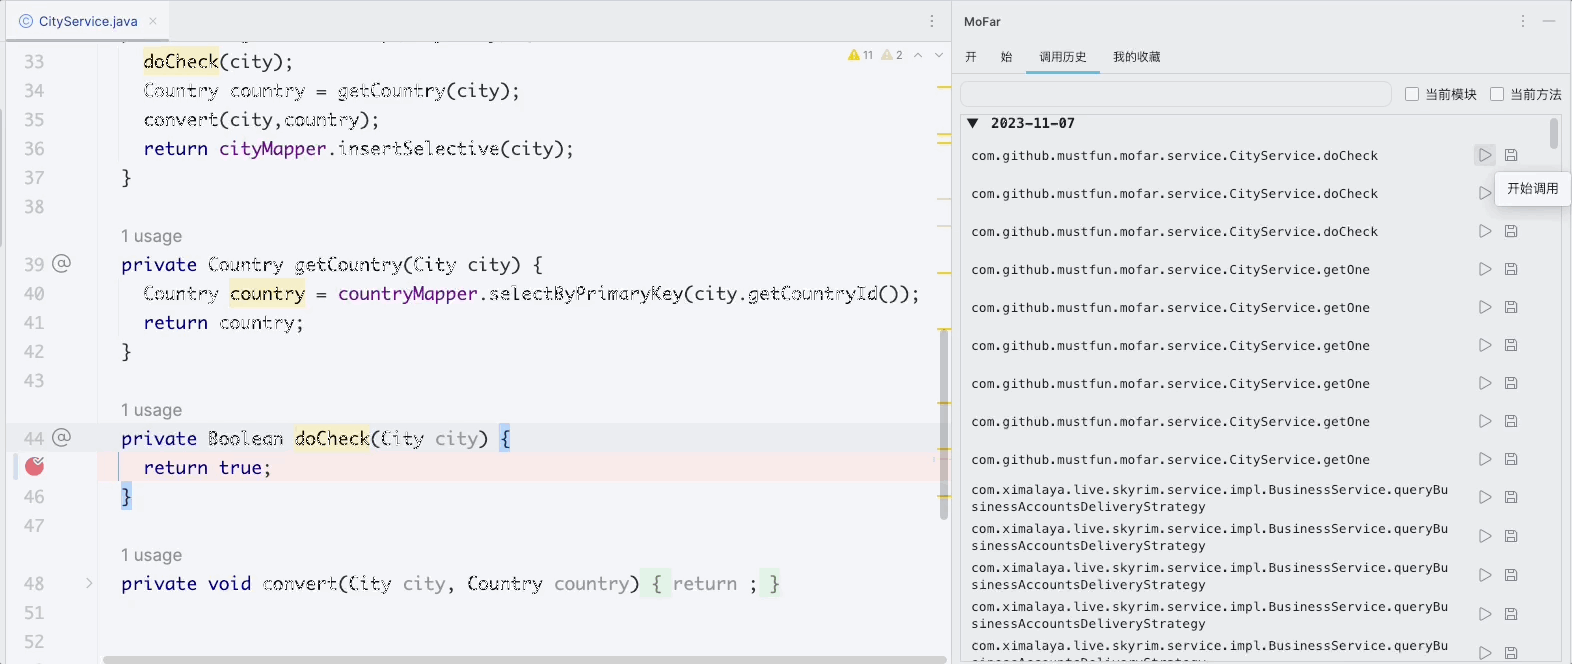 CityService.java
11
2
33
doCheck(city);
34
Country country = getCountry(city);
35
convert(city,country);
36
return cityMapper.insertSelective(city);
37
}
38
1 usage
39
private Country getCountry(City city) {
40
Country country = countryMapper.selectByPrimaryKey(city.getCountryId());
41
return country;
42
}
43
1 usage
44
private Boolean doCheck(City city) {
return true;
46
}
47
1 usage
48
private void convert(City city, Country country) { return ; }
51
52
MoFar
开 始
调用历史
我的收藏
当前模块
当前方法
2023-11-07
com.github.mustfun.mofar.service.CityService.doCheck
开始调用
com.github.mustfun.mofar.service.CityService.doCheck
com.github.mustfun.mofar.service.CityService.doCheck
com.github.mustfun.mofar.service.CityService.getOne
com.github.mustfun.mofar.service.CityService.getOne
com.github.mustfun.mofar.service.CityService.getOne
com.github.mustfun.mofar.service.CityService.getOne
com.github.mustfun.mofar.service.CityService.getOne
com.github.mustfun.mofar.service.CityService.getOne
com.ximalaya.live.skyrim.service.impl.BusinessService.queryBu
sinessAccountsDeliveryStrategy
com.ximalaya.live.skyrim.service.impl.BusinessService.queryBu
sinessAccountsDeliveryStrategy
com.ximalaya.live.skyrim.service.impl.BusinessService.queryBu
sinessAccountsDeliveryStrategy
com.ximalaya.live.skyrim.service.impl.BusinessService.queryBu
sinessAccountsDeliveryStrategy
com.ximalaya.live.skyrim.service.impl.BusinessService.queryBu